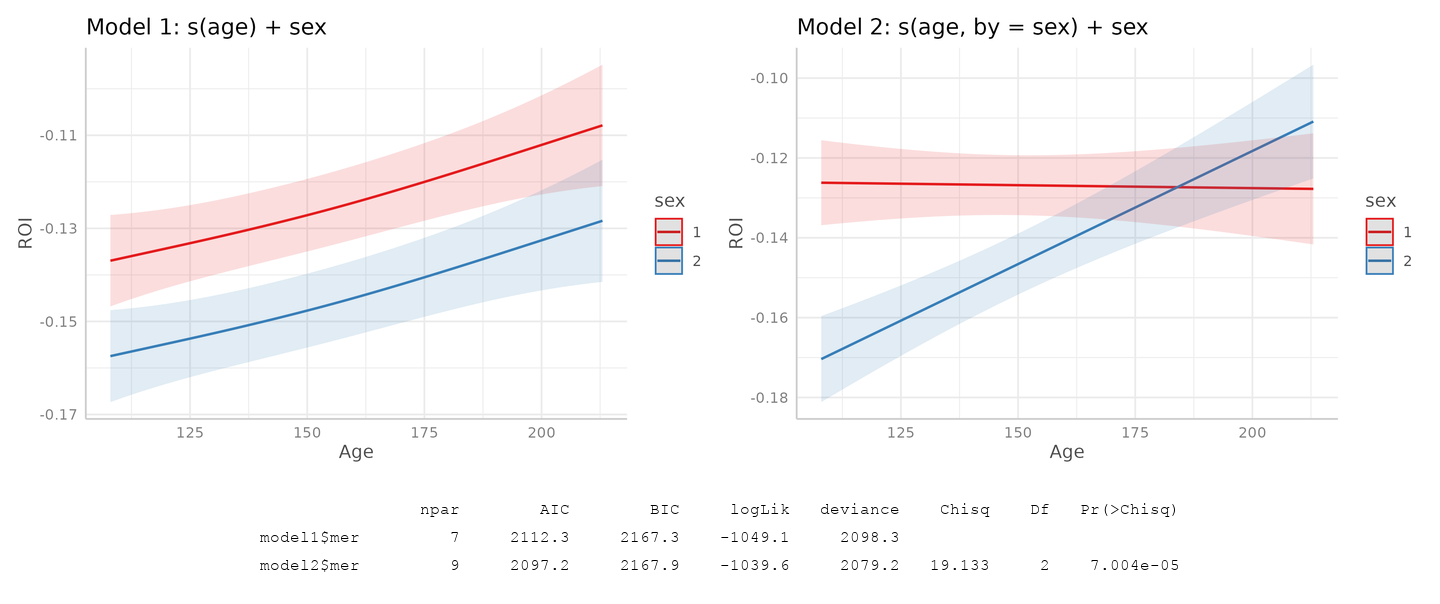 Model 1: s(age) + sex
-0.11
-0.13
-0.15
-0.17
ROI
125 150 175 200
Age
sex
1
2
Model 2: s(age, by = sex) + sex
-0.10
-0.12
-0.14
-0.16
-0.18
ROI
125 150 175 200
Age
sex
1
2
npar AIC BIC logLik deviance Chisq Df Pr(>Chisq)
model1$mer 7 2112.3 2167.3 -1049.1 2098.3
model2$mer 9 2097.2 2167.9 -1039.6 2079.2 19.133 2 7.004e-05